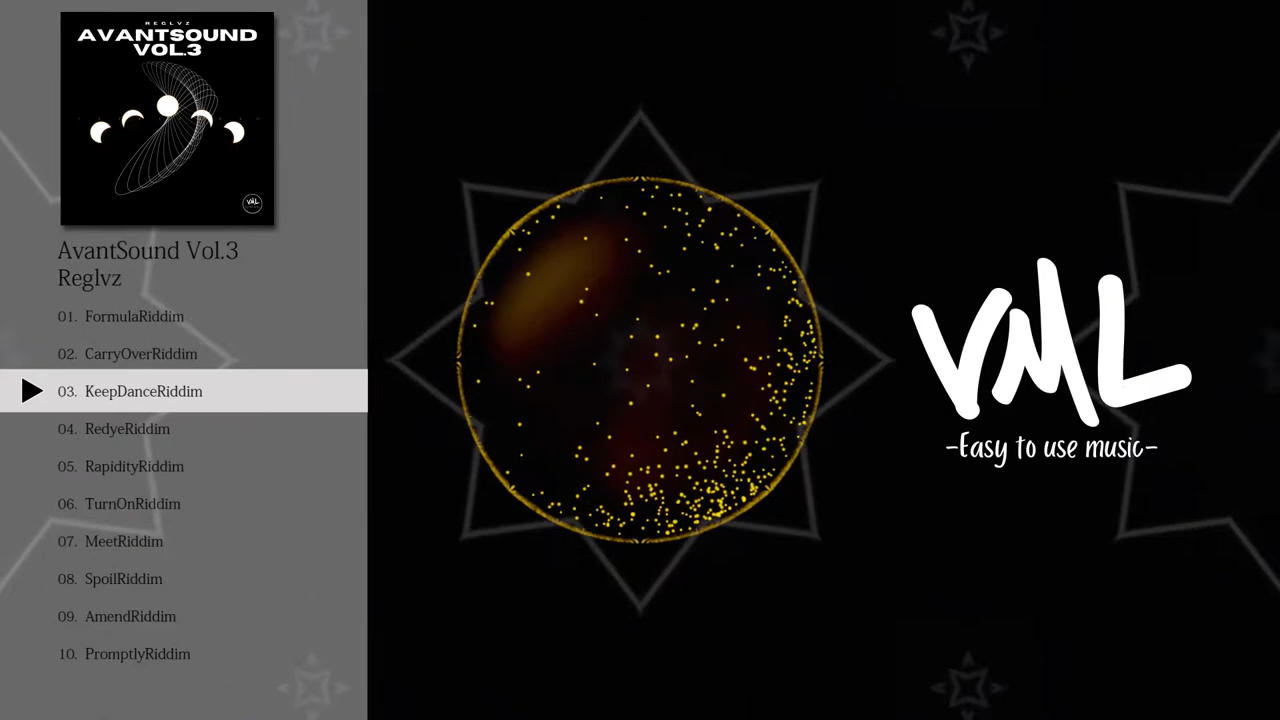 REGLVZ
AVANTSOUND
VOL.3
VML
AvantSound Vol.3
Reglvz
01. FormulaRiddim
02. CarryOverRiddim
03. KeepDanceRiddim
04. RedyeRiddim
05. RapidityRiddim
06. TurnOnRiddim
07. MeetRiddim
08. SpoilRiddim
09. AmendRiddim
10. PromptlyRiddim
VML
-Easy to use music-